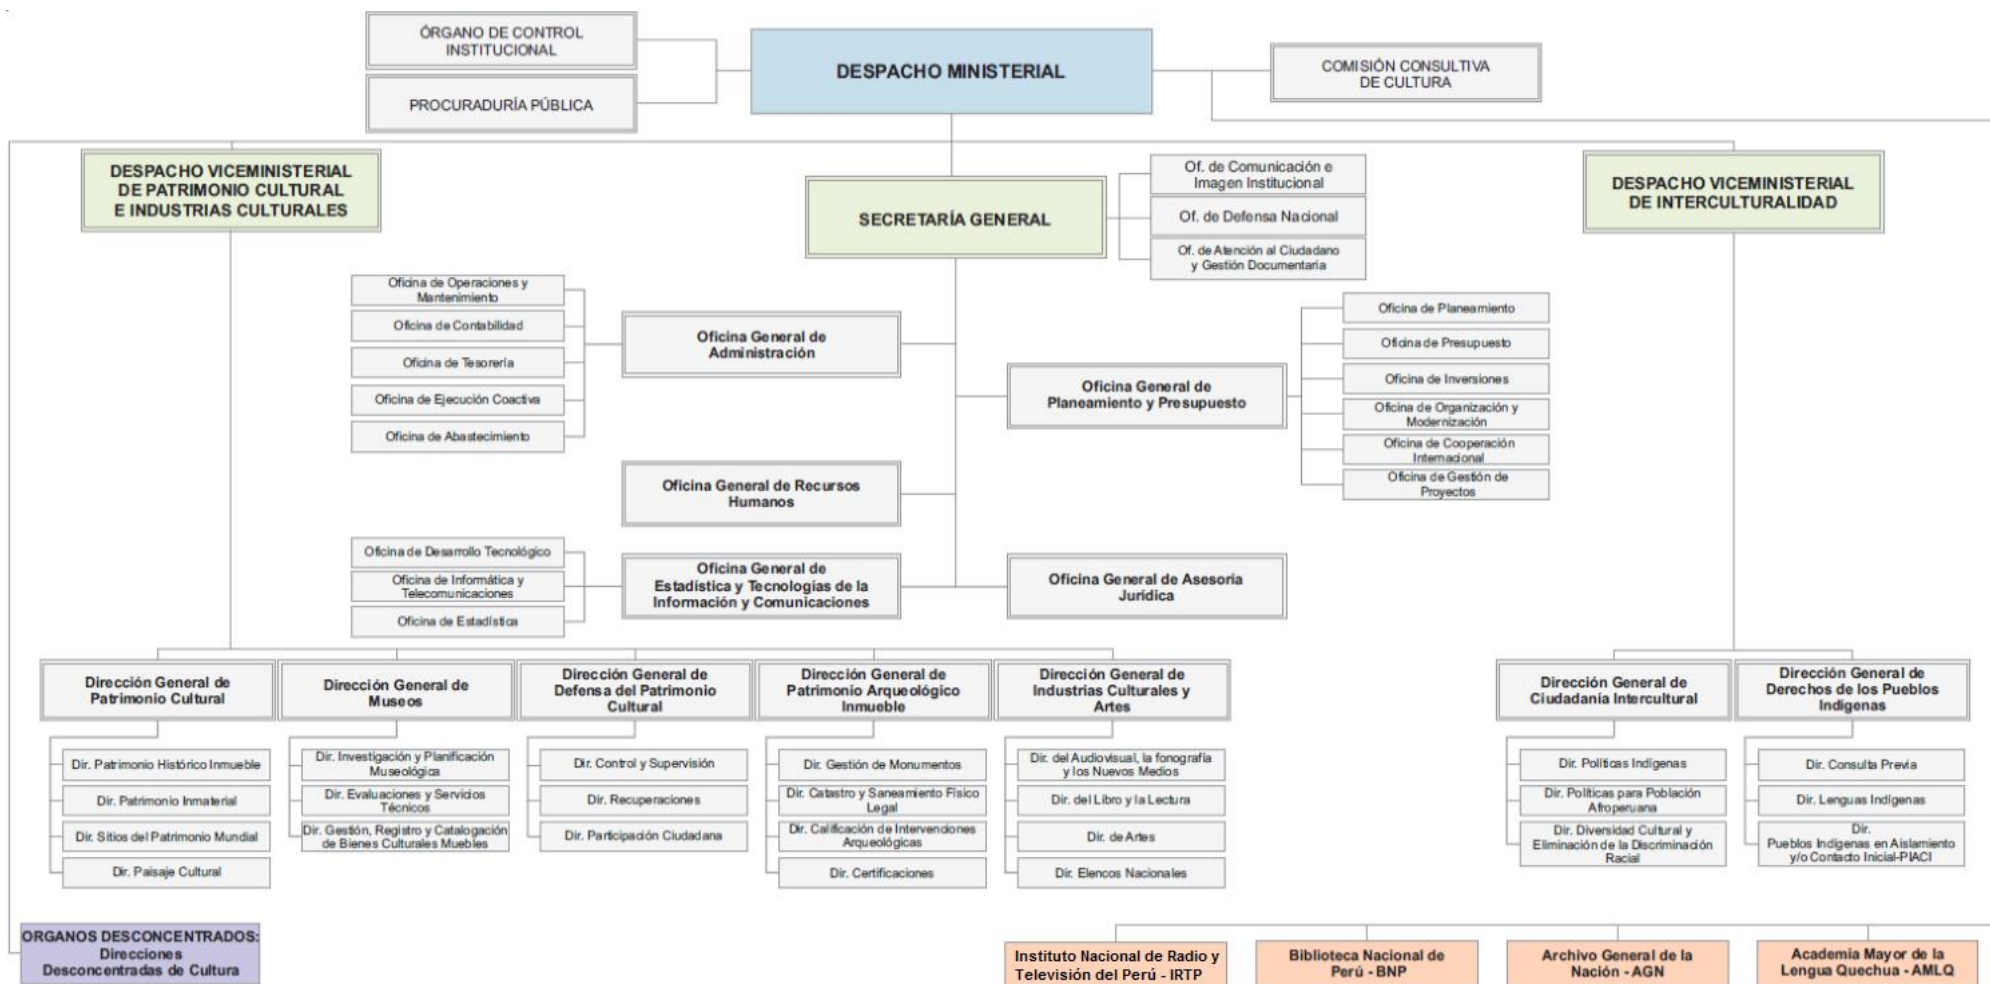 ÓRGANO DE CONTROL
INSTITUCIONAL
PROCURADURÍA PÚBLICA
DESPACHO MINISTERIAL
COMISIÓN CONSULTIVA
DE CULTURA
DESPACHO VICEMINISTERIAL
DE PATRIMONIO CULTURAL
E INDUSTRIAS CULTURALES
SECRETARÍA GENERAL
Of. de Comunicación e
Imagen Institucional
Of. de Defensa Nacional
Of. de Atención al Ciudadano
y Gestión Documentaria
DESPACHO VICEMINISTERIAL
DE INTERCULTURALIDAD
Oficina de Operaciones y
Mantenimiento
Oficina de Contabilidad
Oficina de Tesorería
Oficina de Ejecución Coactiva
Oficina de Abastecimiento
Oficina General de
Administración
Oficina General de
Planeamiento y Presupuesto
Oficina de Planeamiento
Oficina de Presupuesto
Oficina de Inversiones
Oficina de Organización y
Modernización
Oficina de Cooperación
Internacional
Oficina de Gestión de
Proyectos
Oficina General de Recursos
Humanos
Oficina de Desarrollo Tecnológico
Oficina de Informática y
Telecomunicaciones
Oficina de Estadística
Oficina General de
Estadística y Tecnologías de la
Información y Comunicaciones
Oficina General de Asesoría
Jurídica
Dirección General de
Patrimonio Cultural
Dir. Patrimonio Histórico Inmueble
Dir. Patrimonio Inmaterial
Dir. Sitios del Patrimonio Mundial
Dir. Paisaje Cultural
Dirección General de
Museos
Dir. Investigación y Planificación
Museológica
Dir. Evaluaciones y Servicios
Técnicos
Dir. Gestión, Registro y Catalogación
de Bienes Culturales Muebles
Dirección General de
Defensa del Patrimonio
Cultural
Dir. Control y Supervisión
Dir. Recuperaciones
Dir. Participación Ciudadana
Dirección General de
Patrimonio Arqueológico
Inmueble
Dir. Gestión de Monumentos
Dir. Catastro y Saneamiento Físico
Legal
Dir. Calificación de Intervenciones
Arqueológicas
Dir. Certificaciones
Dirección General de
Industrias Culturales y
Artes
Dir. del Audiovisual, la fonografía
y los Nuevos Medios
Dir. del Libro y la Lectura
Dir. de Artes
Dir. Elencos Nacionales
Dirección General de
Ciudadanía Intercultural
Dir. Políticas Indígenas
Dir. Políticas para Población
Afroperuana
Dir. Diversidad Cultural y
Eliminación de la Discriminación
Racial
Dirección General de
Derechos de los Pueblos
Indígenas
Dir. Consulta Previa
Dir. Lenguas Indígenas
Dir.
Pueblos Indígenas en Aislamiento
y/o Contacto Inicial-PIACI
ORGANOS DESCONCENTRADOS:
Direcciones
Desconcentradas de Cultura
Instituto Nacional de Radio y
Televisión del Perú - IRTP
Biblioteca Nacional de
Perú - BNP
Archivo General de la
Nación - AGN
Academia Mayor de la
Lengua Quechua - AMLQ